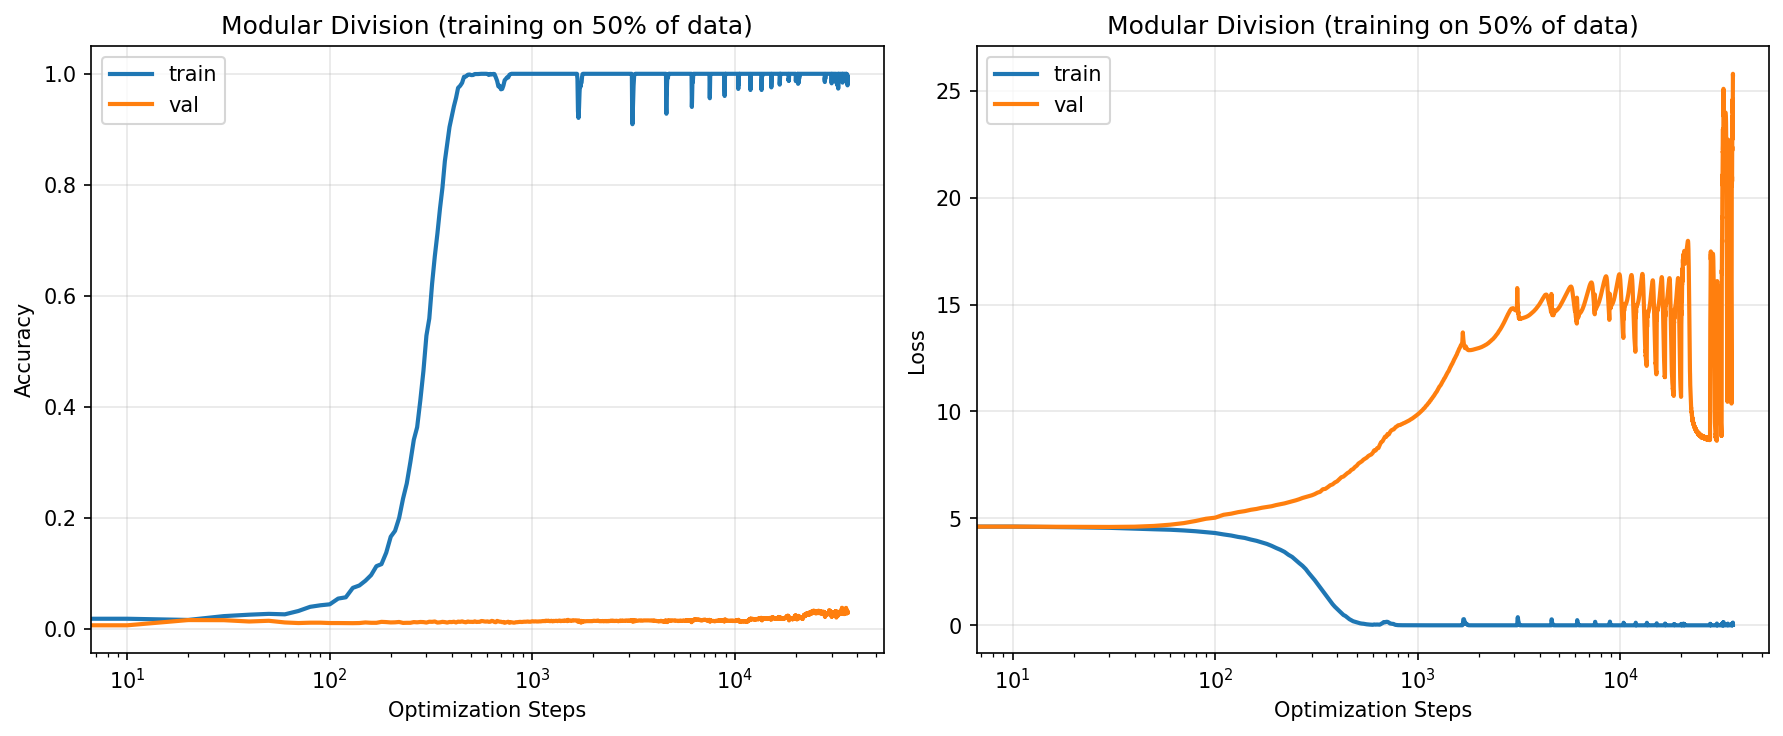 Modular Division (training on 50% of data)
train
val
1.0
0.8
0.6
0.4
0.2
0.0
Accuracy
10¹
10²
10³
10⁴
Optimization Steps
Modular Division (training on 50% of data)
train
val
25
20
15
10
5
0
Loss
10¹
10²
10³
10⁴
Optimization Steps